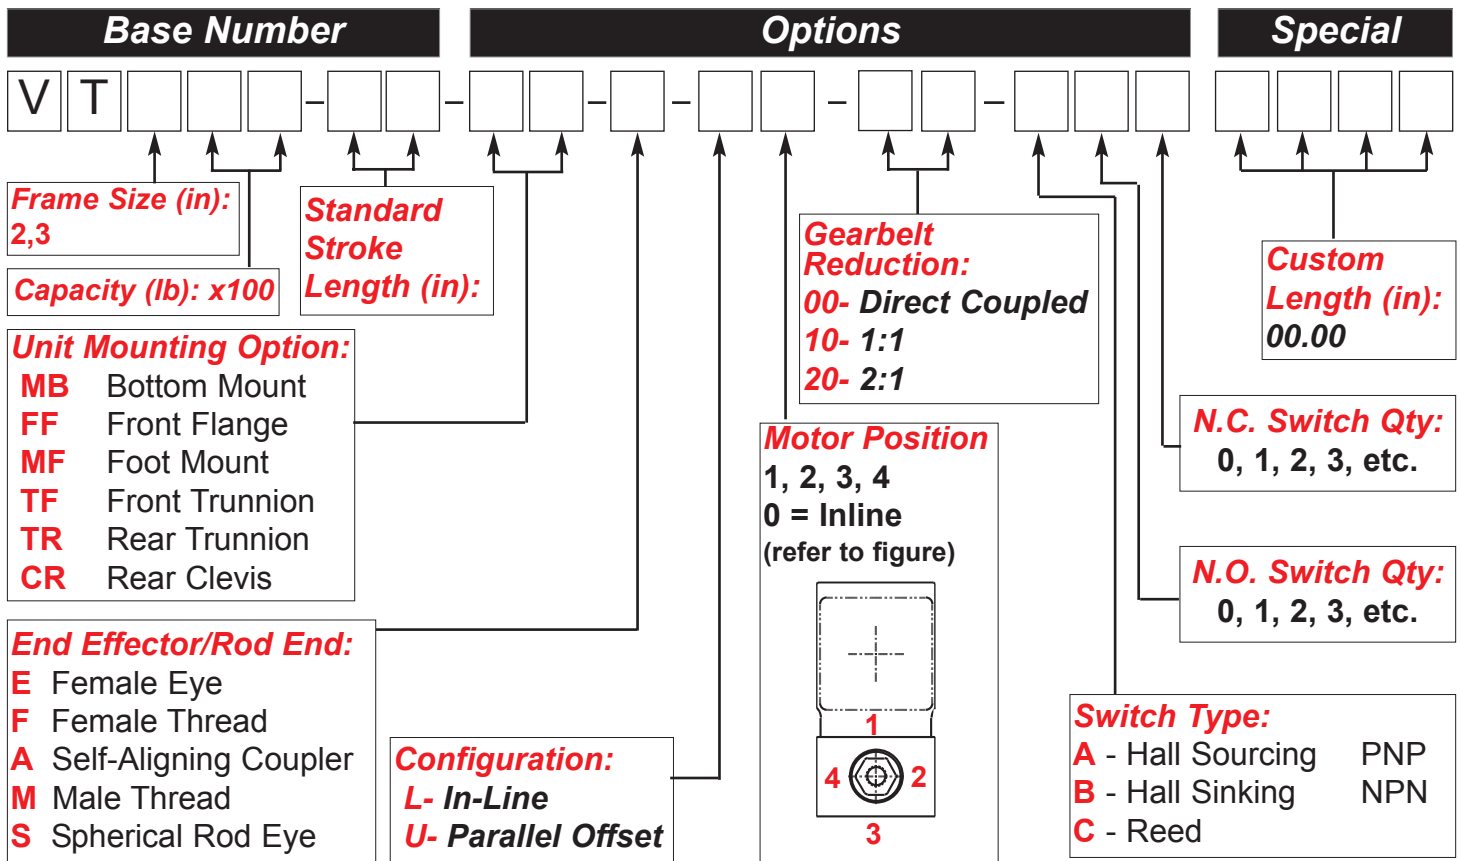 Base Number
Options
Special
V T - - - - - - -
Frame Size (in):
2,3
Capacity (lb): x100
Standard
Stroke
Length (in):
Gearbelt
Reduction:
00- Direct Coupled
10- 1:1
20- 2:1
Custom
Length (in):
00.00
Unit Mounting Option:
MB Bottom Mount
FF Front Flange
MF Foot Mount
TF Front Trunnion
TR Rear Trunnion
CR Rear Clevis
Motor Position
1, 2, 3, 4
0 = Inline
(refer to figure)
1
4 2
3
N.C. Switch Qty:
0, 1, 2, 3, etc.
N.O. Switch Qty:
0, 1, 2, 3, etc.
End Effector/Rod End:
E Female Eye
F Female Thread
A Self-Aligning Coupler
M Male Thread
S Spherical Rod Eye
Configuration:
L- In-Line
U- Parallel Offset
Switch Type:
A - Hall Sourcing PNP
B - Hall Sinking NPN
C - Reed